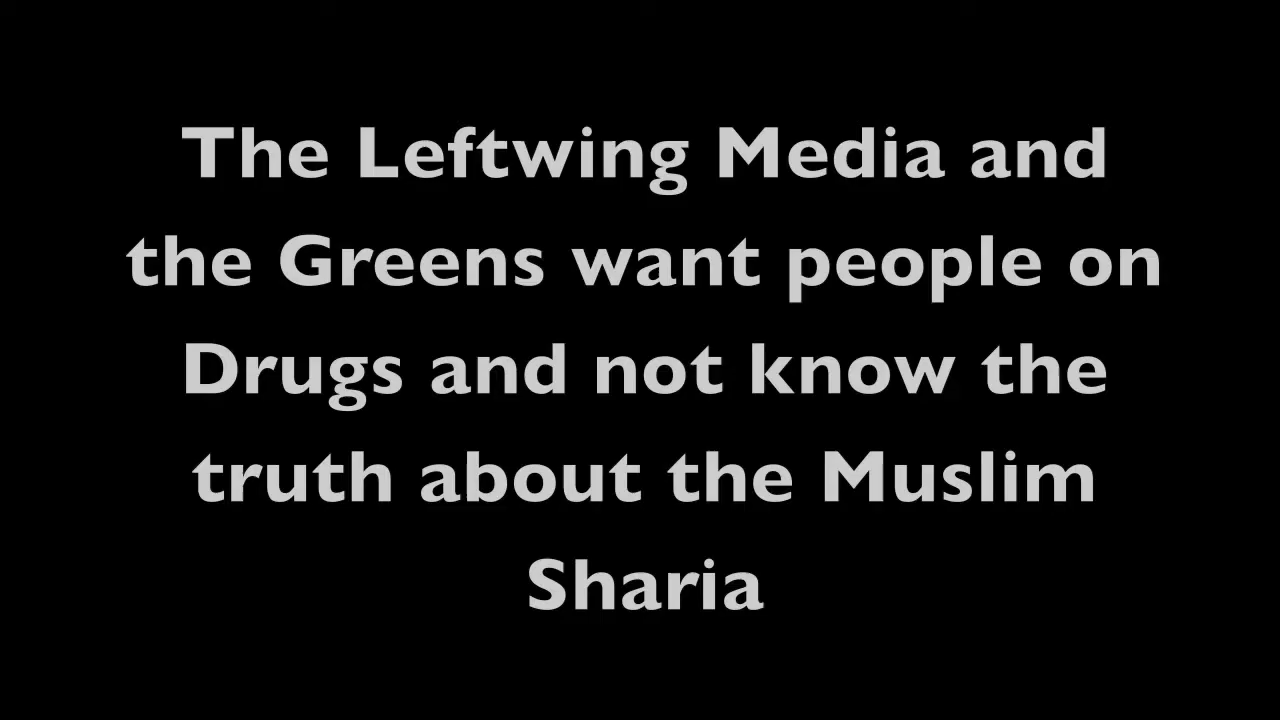 The Leftwing Media and
the Greens want people on
Drugs and not know the
truth about the Muslim
Sharia